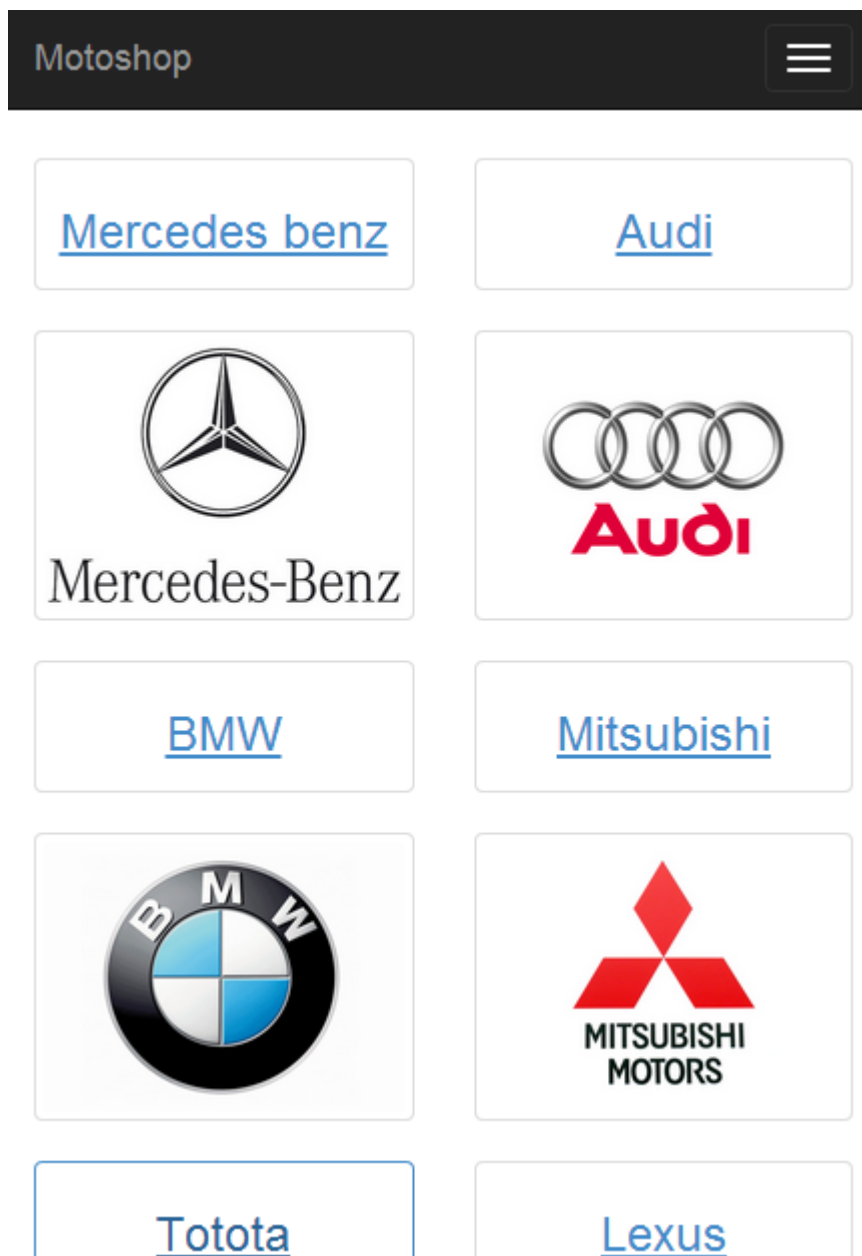 Motoshop
Mercedes benz
Audi
Mercedes-Benz
Audi
BMW
Mitsubishi
BMW
MITSUBISHI
MOTORS
Totota
Lexus